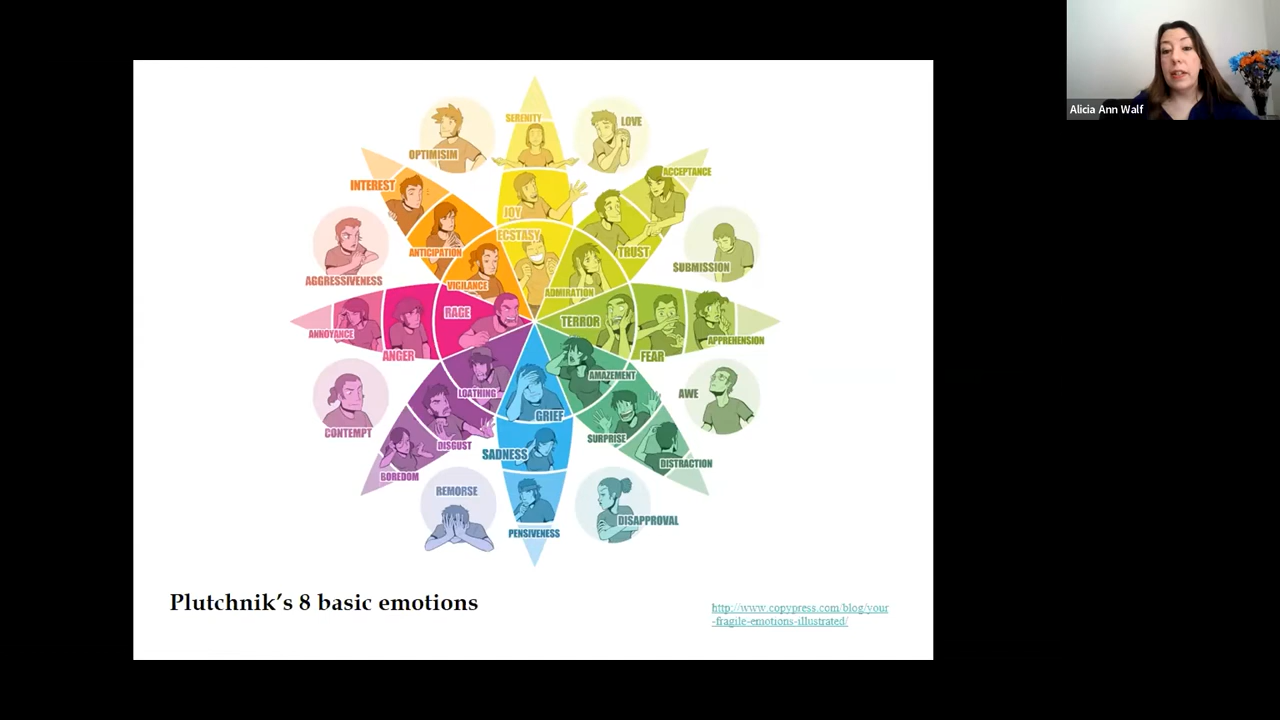 Alicia Ann Walf
SERENITY
LOVE
OPTIMISIM
ACCEPTANCE
INTEREST
JOY
ECSTASY
TRUST
ANTICIPATION
SUBMISSION
AGGRESSIVENESS
VIGILANCE
ADMIRATION
RAGE
TERROR
ANNOYANCE
APPREHENSION
ANGER
FEAR
AMAZEMENT
LOATHING
AWE
GRIEF
CONTEMPT
SURPRISE
DISGUST
SADNESS
DISTRACTION
BOREDOM
REMORSE
DISAPPROVAL
PENSIVENESS
Plutchnik's 8 basic emotions
http://www.copypress.com/blog/your
-fragile-emotions-illustrated/